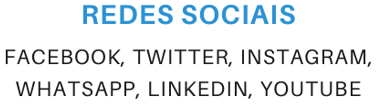 REDES SOCIAIS
FACEBOOK, TWITTER, INSTAGRAM,
WHATSAPP, LINKEDIN, YOUTUBE